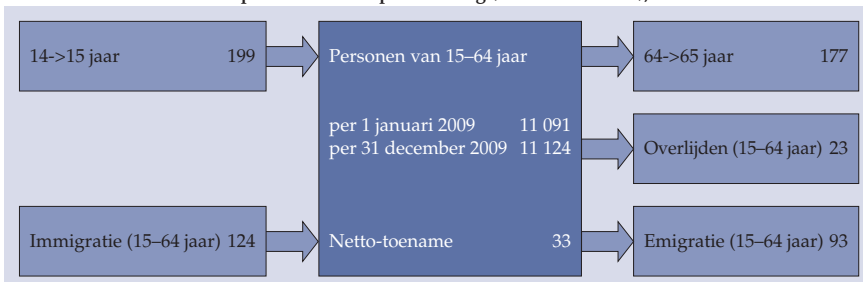 14->15 jaar 199
Personen van 15–64 jaar
64->65 jaar 177
per 1 januari 2009 11 091
per 31 december 2009 11 124
Overlijden (15–64 jaar) 23
Immigratie (15–64 jaar) 124
Netto-toename 33
Emigratie (15–64 jaar) 93